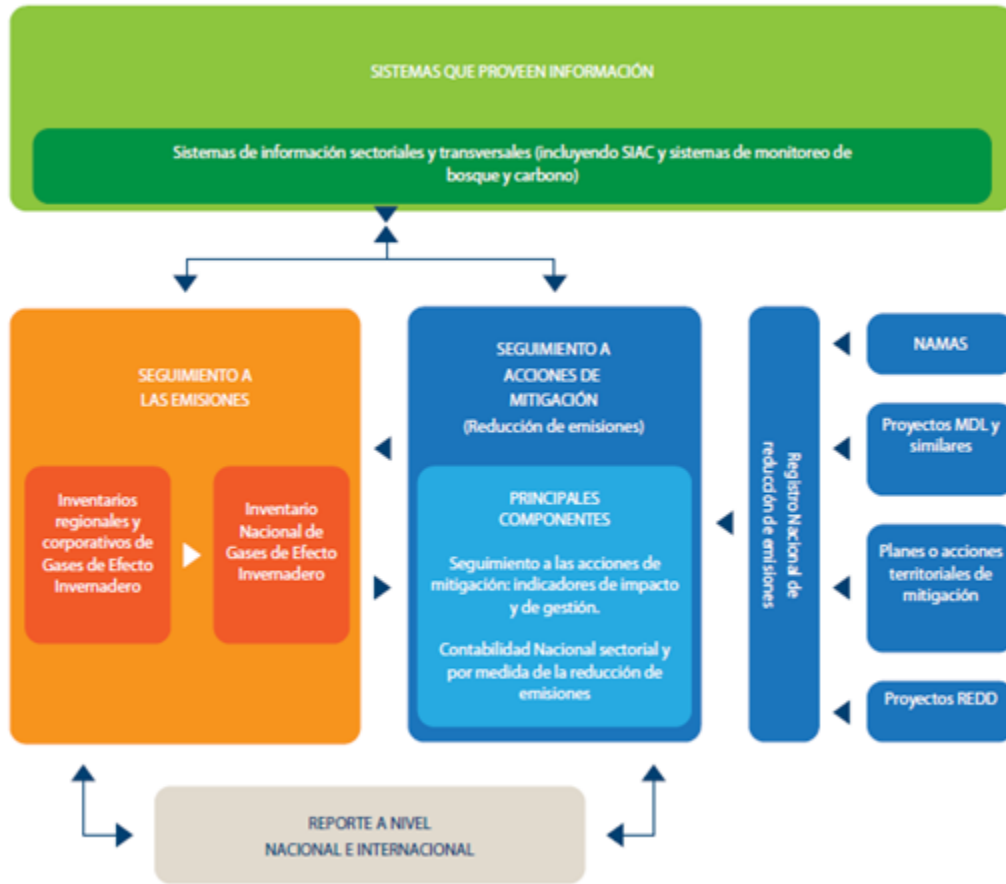 SISTEMAS QUE PROVEEN INFORMACIÓN
Sistemas de información sectoriales y transversales (incluyendo SIAC y sistemas de monitoreo de
bosque y carbono)
SEGUIMIENTO A
LAS EMISIONES
Inventarios
regionales y
corporativos de
Gases de Efecto
Invernadero
Inventario
Nacional de
Gases de Efecto
Invernadero
SEGUIMIENTO A
ACCIONES DE
MITIGACIÓN
(Reducción de emisiones)
PRINCIPALES
COMPONENTES
Seguimiento a las acciones de
mitigación: indicadores de impacto
y de gestión.
Contabilidad Nacional sectorial y
por medida de la reducción de
emisiones
Registro Nacional de
reducción de emisiones
NAMAS
Proyectos MDL y
similares
Planes o acciones
territoriales de
mitigación
Proyectos REDD
REPORTE A NIVEL
NACIONAL E INTERNACIONAL